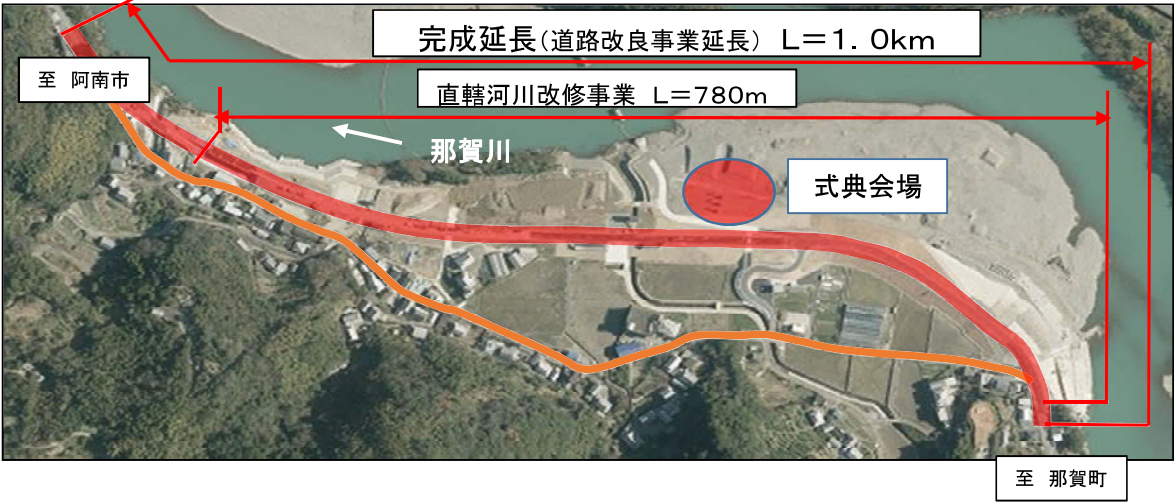 完成延長(道路改良事業延長) L=1.0km
至 阿南市
直轄河川改修事業 L=780m
那賀川
式典会場
至 那賀町